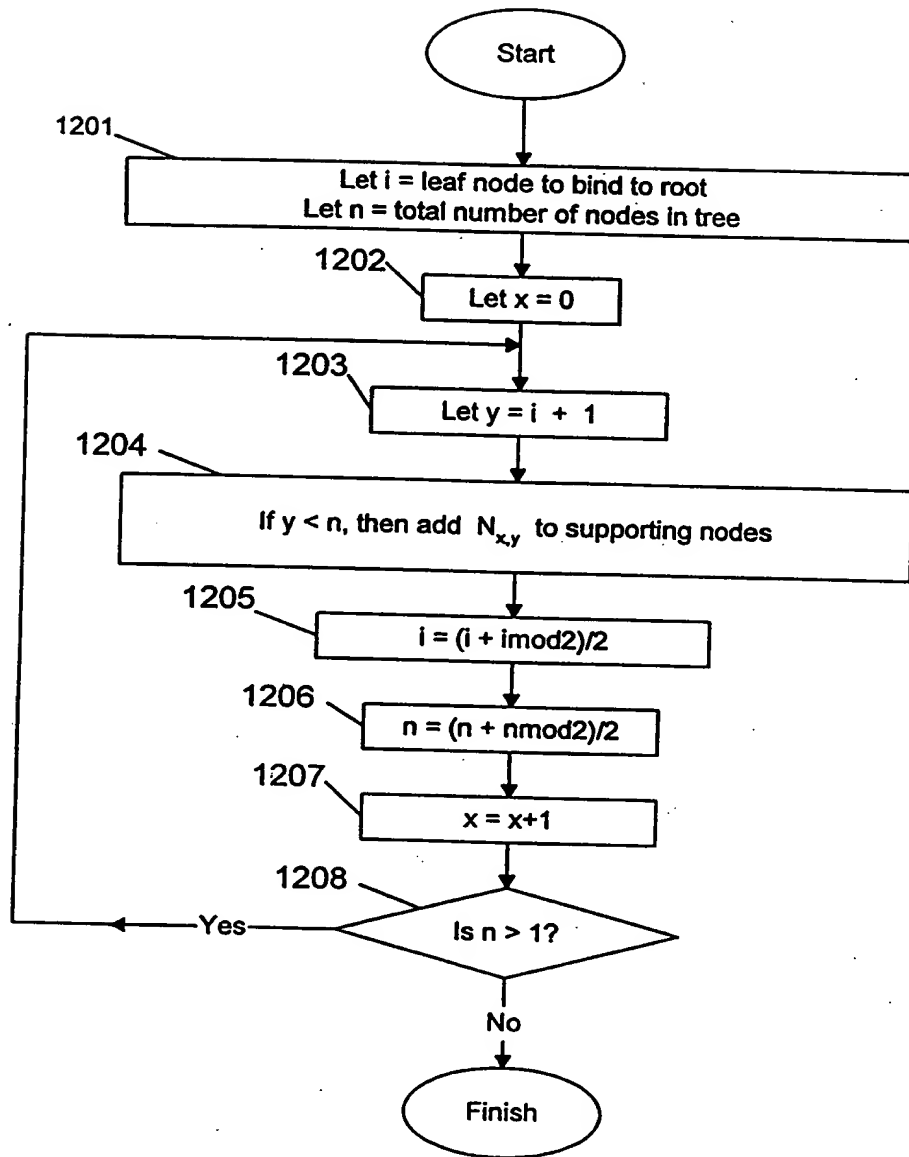 Start
1201
Let i = leaf node to bind to root
Let n = total number of nodes in tree
1202
Let x = 0
1203
Let y = i + 1
1204
If y < n, then add N_{x,y} to supporting nodes
1205
i = (i + imod2)/2
1206
n = (n + nmod2)/2
1207
x = x+1
1208
Is n > 1?
Yes
No
Finish